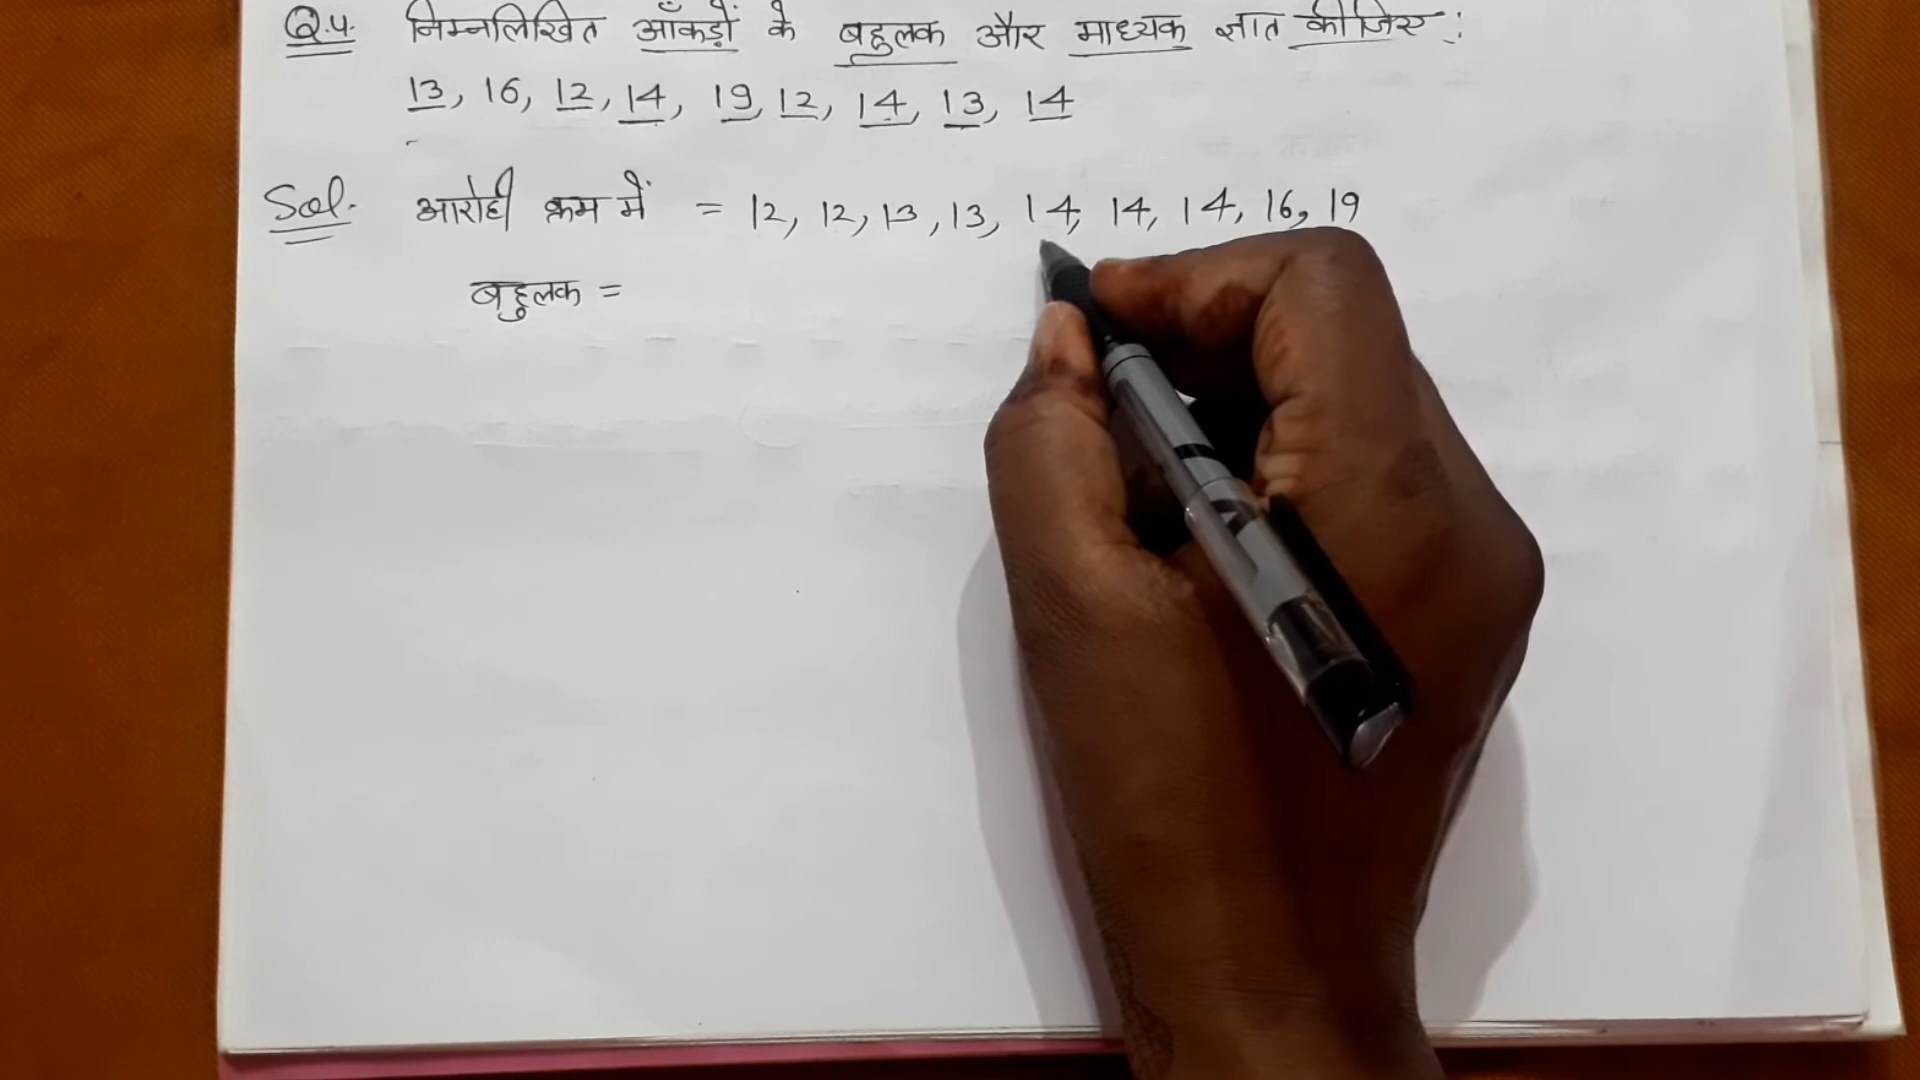 Q.4. निम्नलिखित आँकड़ों के बहुलक और माध्यक ज्ञात कीजिए :
13, 16, 12, 14, 19, 12, 14, 13, 14
Sol. आरोही क्रम में = 12, 12, 13, 13, 14, 14, 14, 16, 19
बहुलक =